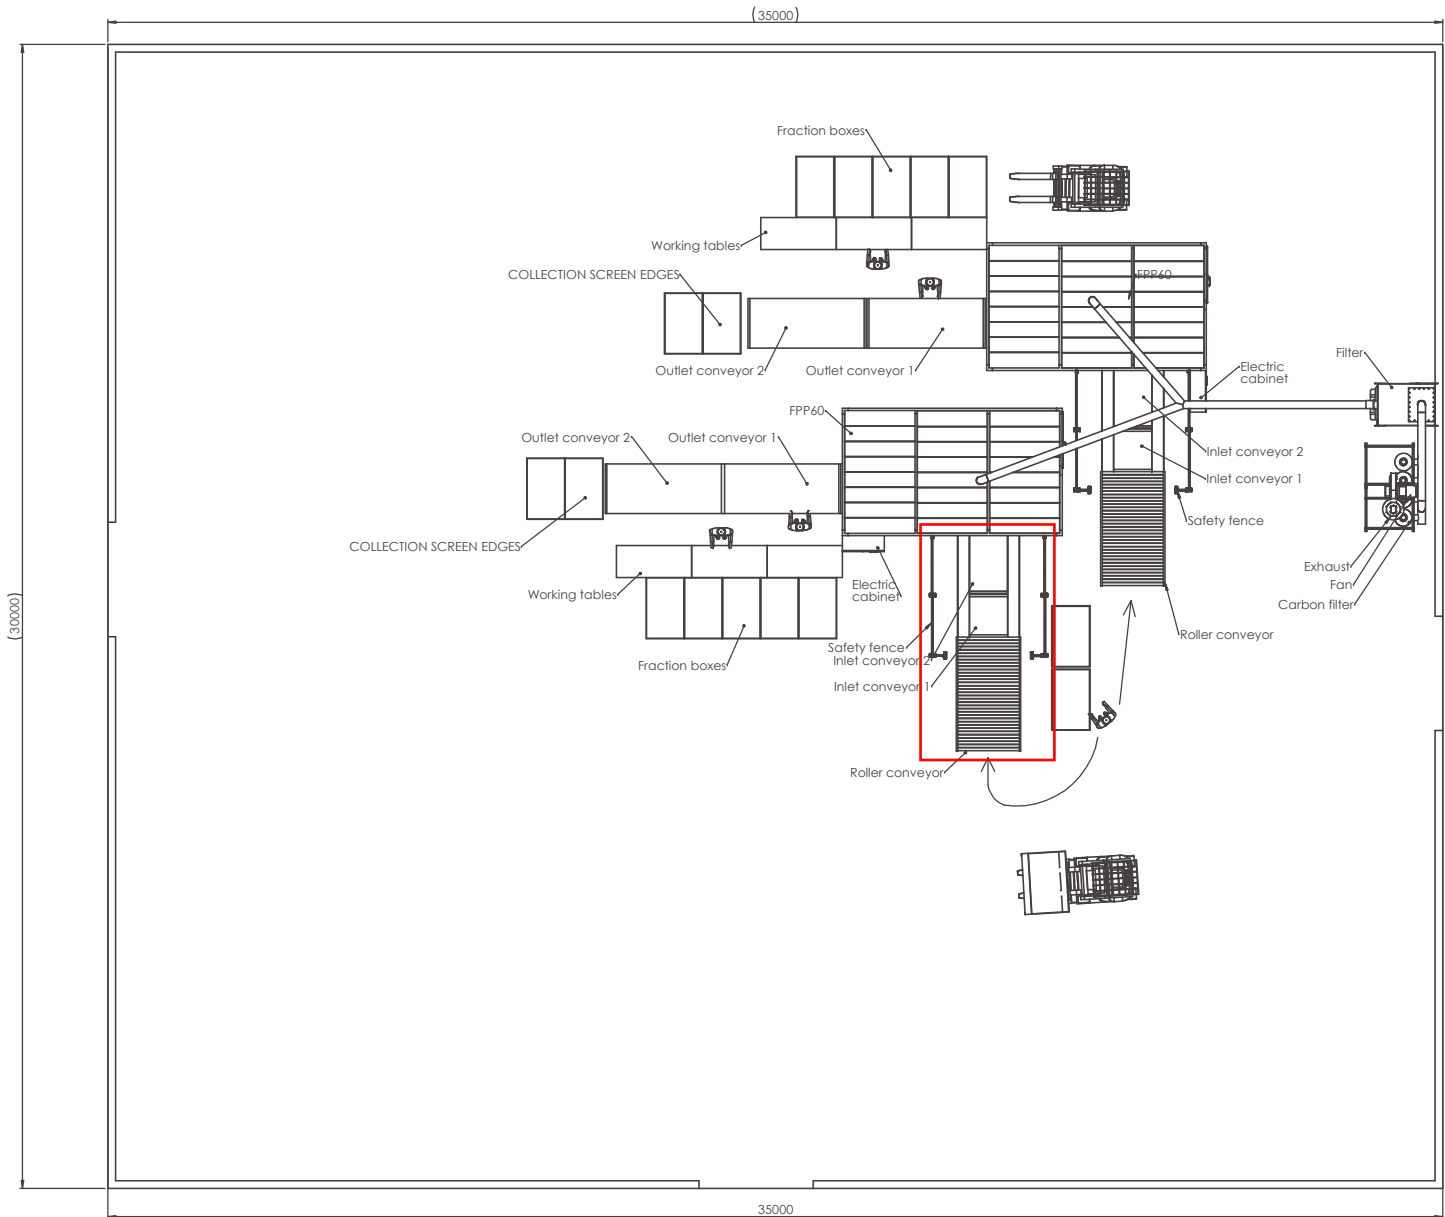 (35000)
Fraction boxes
Working tables
COLLECTION SCREEN EDGES
FPP60
Outlet conveyor 2
Outlet conveyor 1
Electric
cabinet
Filter
FPP60
Outlet conveyor 2
Outlet conveyor 1
Inlet conveyor 2
Inlet conveyor 1
Safety fence
COLLECTION SCREEN EDGES
Exhaust
Fan
Carbon filter
Working tables
Electric
cabinet
(30000)
Roller conveyor
Safety fence
Inlet conveyor 2
Fraction boxes
Inlet conveyor 1
Roller conveyor
35000